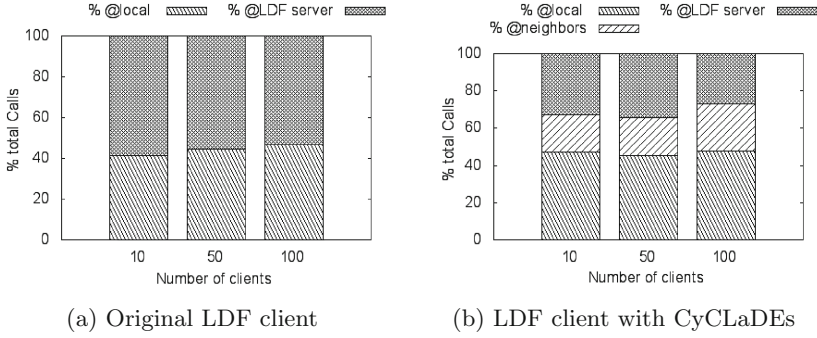 % @local % @LDF server
100
80
60
40
20
0
% total Calls
10 50 100
Number of clients
(a) Original LDF client
% @local % @LDF server
% @neighbors
100
80
60
40
20
0
% total Calls
10 50 100
Number of clients
(b) LDF client with CyCLaDEs